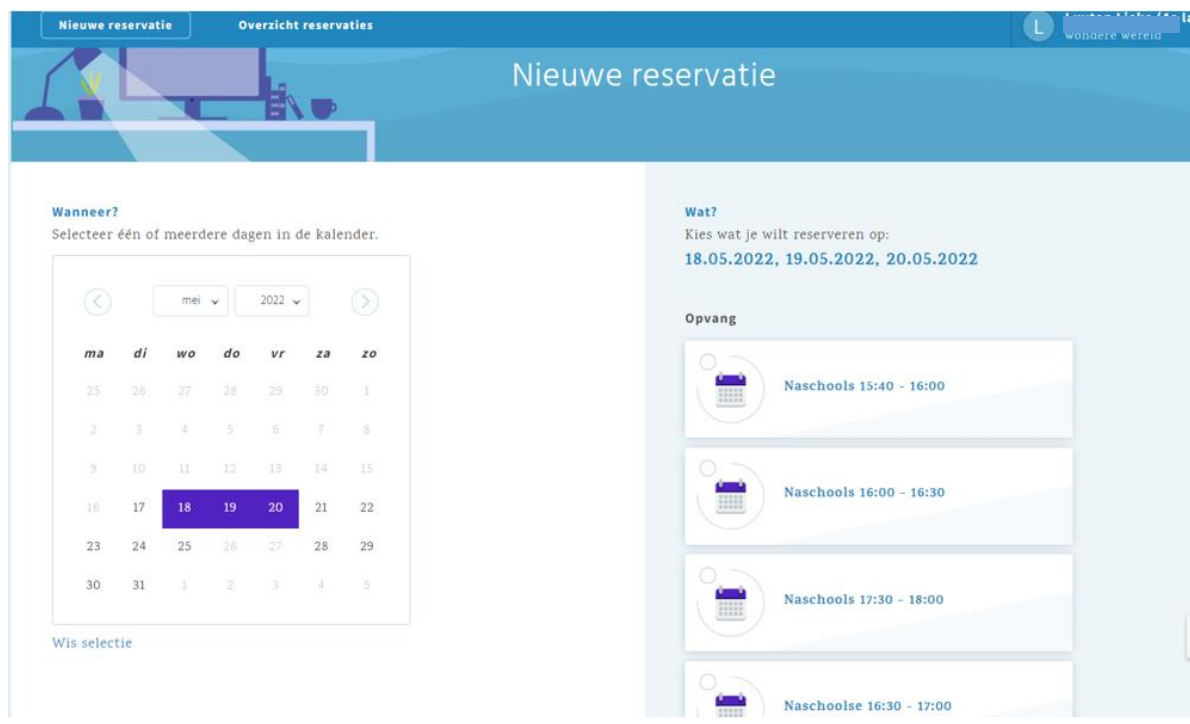 Nieuwe reservatie Overzicht reservaties
L
wondere wereld
Nieuwe reservatie
Wanneer?
Selecteer één of meerdere dagen in de kalender.
mei 2022
ma di wo do vr za zo
25 26 27 28 29 30 1
2 3 4 5 6 7 8
9 10 11 12 13 14 15
16 17 18 19 20 21 22
23 24 25 26 27 28 29
30 31 1 2 3 4 5
Wis selectie
Wat?
Kies wat je wilt reserveren op:
18.05.2022, 19.05.2022, 20.05.2022
Opvang
Naschools 15:40 - 16:00
Naschools 16:00 - 16:30
Naschools 17:30 - 18:00
Naschoolse 16:30 - 17:00